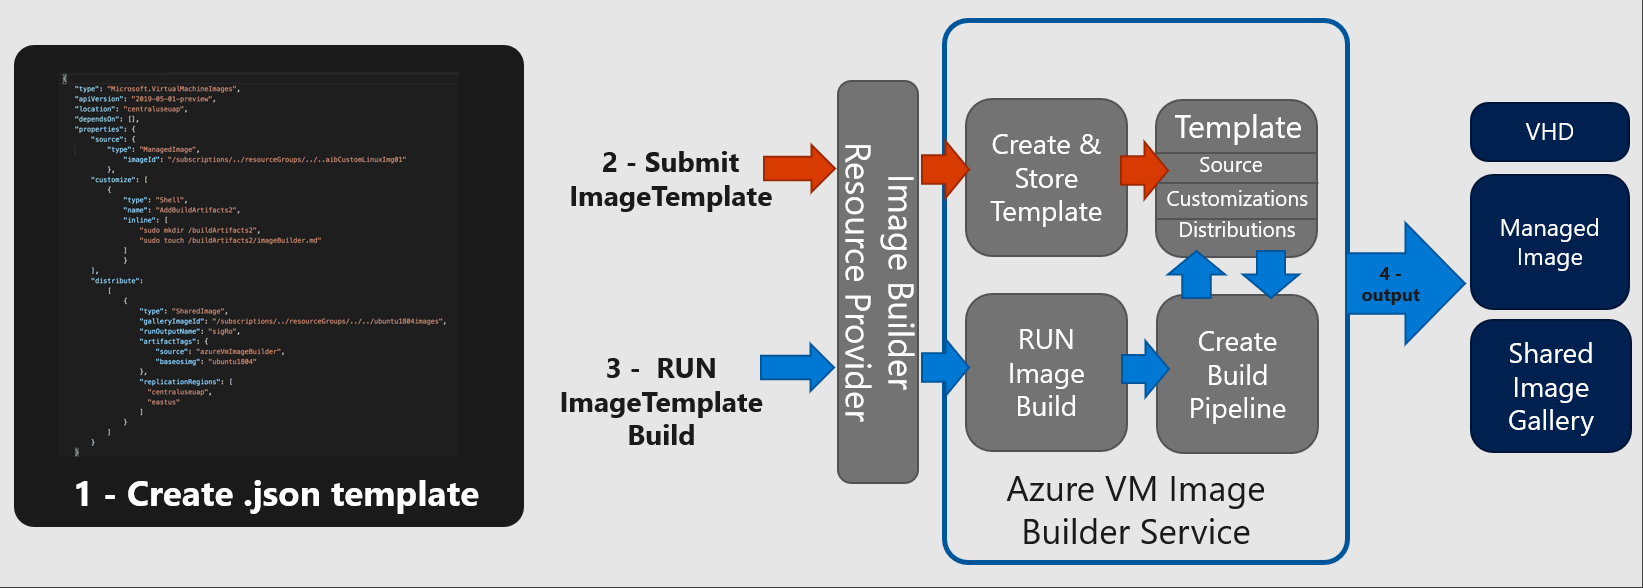 {
"type": "Microsoft.VirtualMachineImages",
"apiVersion": "2019-05-01-preview",
"location": "centraluseuap",
"dependsOn": [],
"properties": {
"source": {
"type": "ManagedImage",
"imageId": "/subscriptions/../resourceGroups/../..aibCustomLinuxImg01"
},
"customize": [
{
"type": "Shell",
"name": "AddBuildArtifacts2",
"inline": [
"sudo mkdir /buildArtifacts2",
"sudo touch /buildArtifacts2/imageBuilder.md"
]
}
],
"distribute":
[
{
"type": "SharedImage",
"galleryImageId": "/subscriptions/../resourceGroups/../../ubuntu1804images",
"runOutputName": "sigRo",
"artifactTags": {
"source": "azureVmImageBuilder",
"baseosimg": "ubuntu1804"
},
"replicationRegions": [
"centraluseuap",
"eastus"
]
}
]
}
}
1 - Create .json template
2 - Submit
ImageTemplate
3 - RUN
ImageTemplate
Build
Image Builder
Resource Provider
Create &
Store
Template
Template
Source
Customizations
Distributions
RUN
Image
Build
Create
Build
Pipeline
Azure VM Image
Builder Service
4 -
output
VHD
Managed
Image
Shared
Image
Gallery